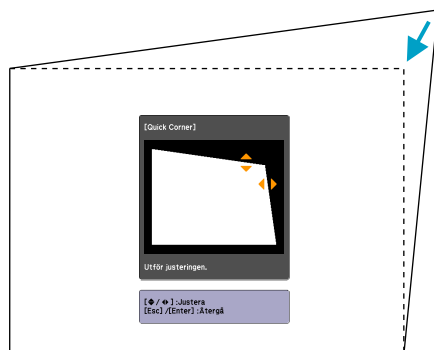 [Quick Corner]
Utför justeringen.
[ / ] :Justera
[Esc] /[Enter] :Återgå